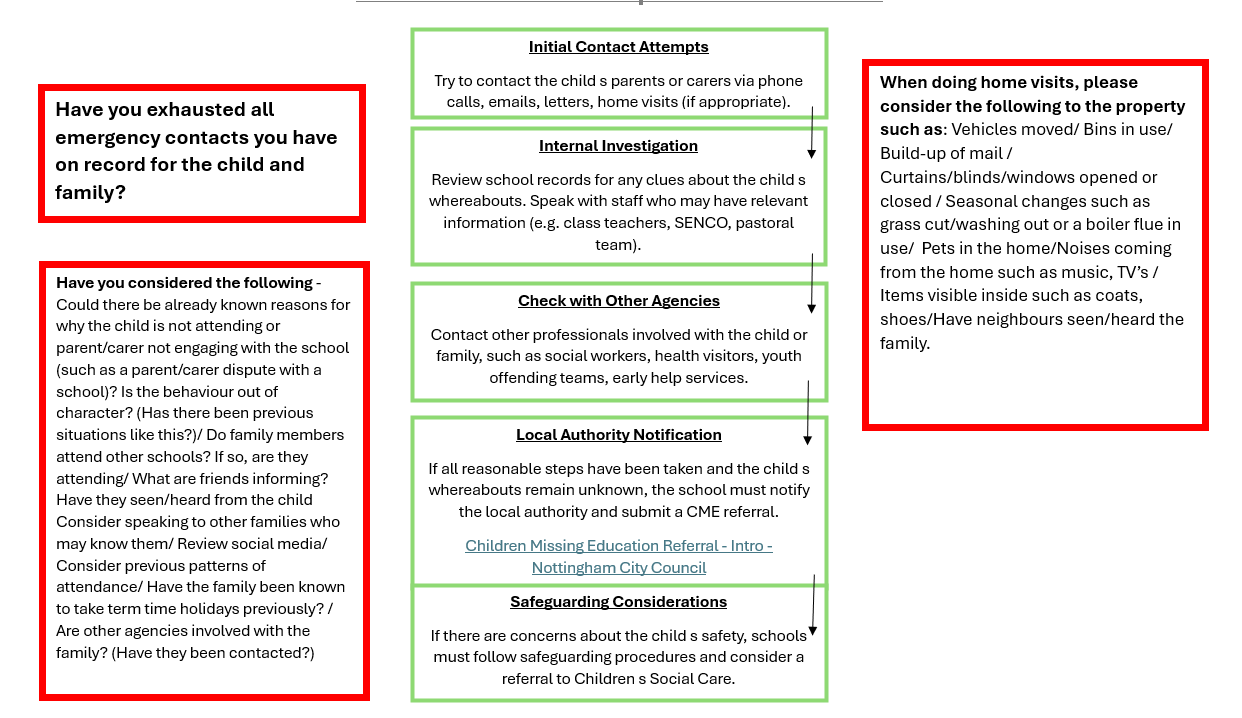 Initial Contact Attempts
Try to contact the child s parents or carers via phone
calls, emails, letters, home visits (if appropriate).
Internal Investigation
Review school records for any clues about the child s
whereabouts. Speak with staff who may have relevant
information (e.g. class teachers, SENCO, pastoral
team).
Check with Other Agencies
Contact other professionals involved with the child or
family, such as social workers, health visitors, youth
offending teams, early help services.
Local Authority Notification
If all reasonable steps have been taken and the child s
whereabouts remain unknown, the school must notify
the local authority and submit a CME referral.
Children Missing Education Referral - Intro -
Nottingham City Council
Safeguarding Considerations
If there are concerns about the child s safety, schools
must follow safeguarding procedures and consider a
referral to Children s Social Care.
Have you exhausted all
emergency contacts you have
on record for the child and
family?
Have you considered the following -
Could there be already known reasons for
why the child is not attending or
parent/carer not engaging with the school
(such as a parent/carer dispute with a
school)? Is the behaviour out of
character? (Has there been previous
situations like this?)/ Do family members
attend other schools? If so, are they
attending/ What are friends informing?
Have they seen/heard from the child
Consider speaking to other families who
may know them/ Review social media/
Consider previous patterns of
attendance/ Have the family been known
to take term time holidays previously? /
Are other agencies involved with the
family? (Have they been contacted?)
When doing home visits, please
consider the following to the property
such as: Vehicles moved/ Bins in use/
Build-up of mail /
Curtains/blinds/windows opened or
closed / Seasonal changes such as
grass cut/washing out or a boiler flue in
use/ Pets in the home/Noises coming
from the home such as music, TV’s /
Items visible inside such as coats,
shoes/Have neighbours seen/heard the
family.